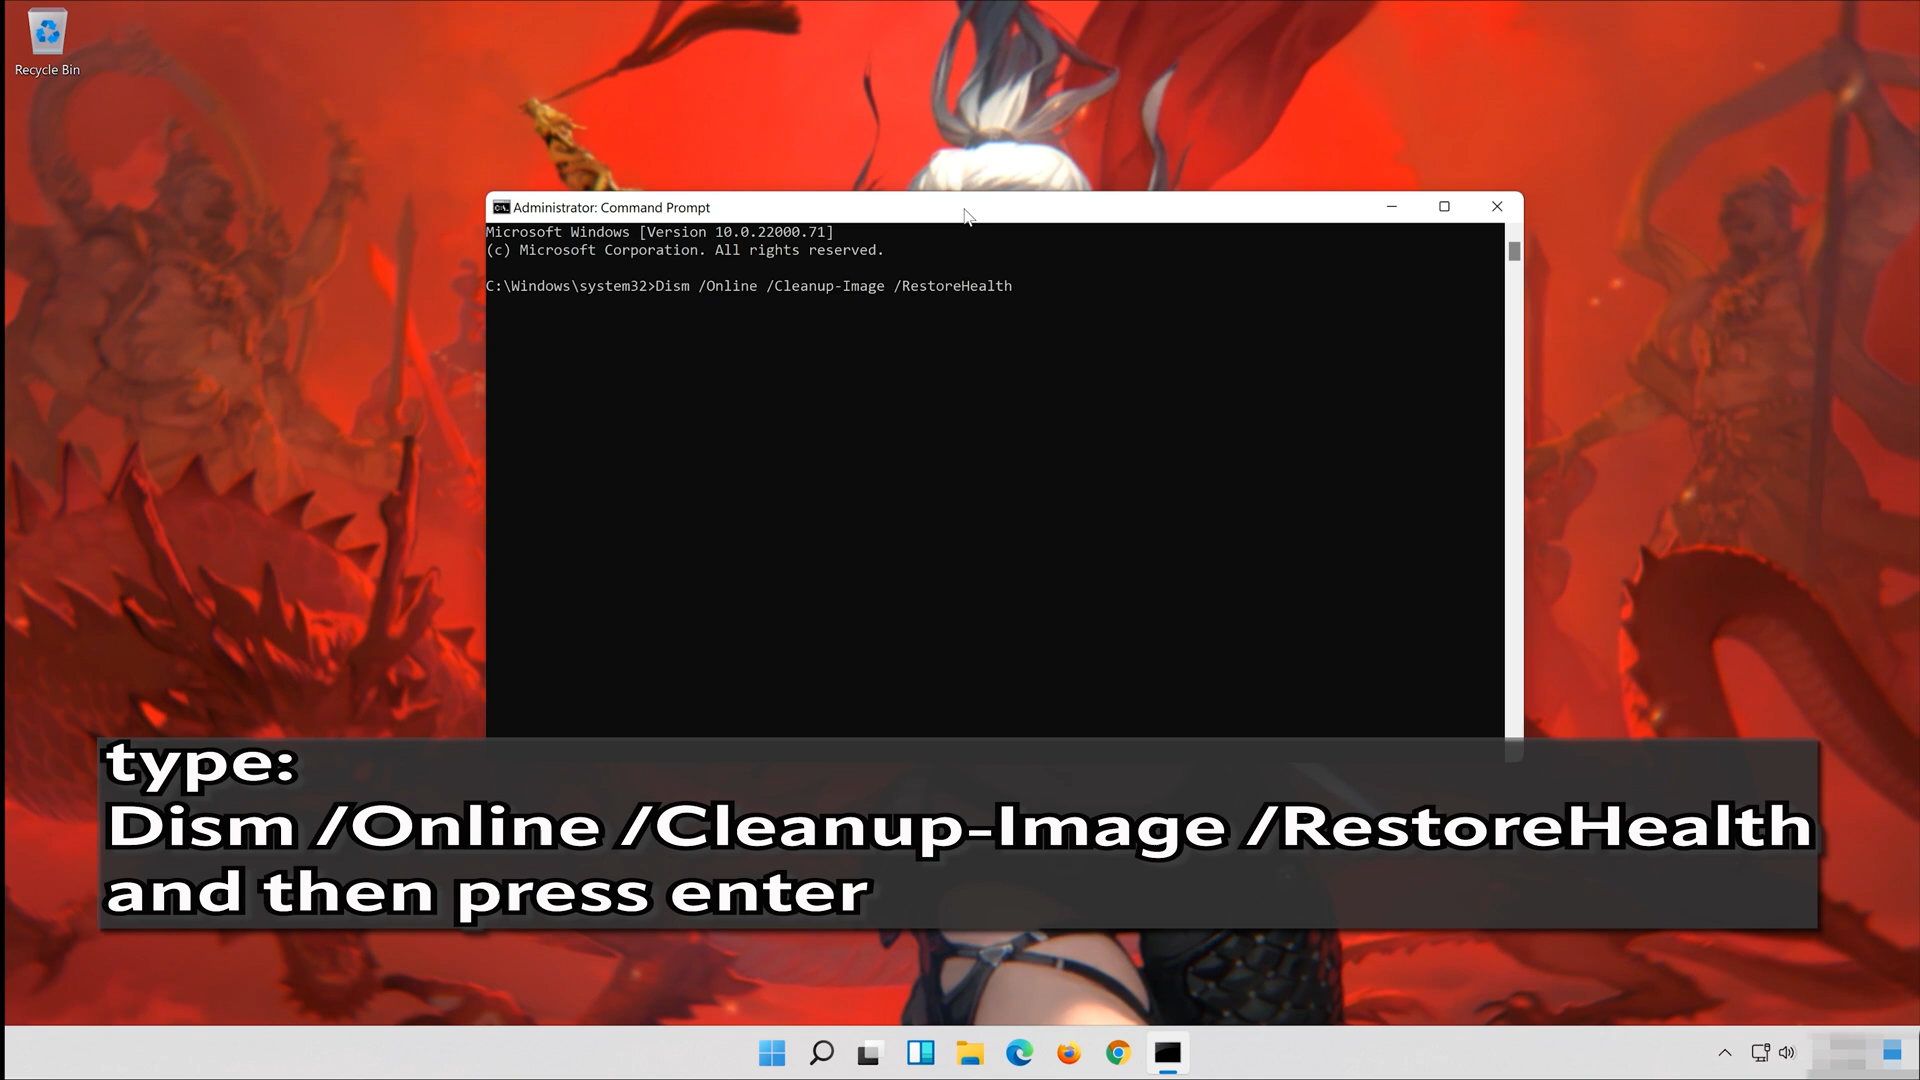 Recycle Bin
Administrator: Command Prompt
Microsoft Windows [Version 10.0.22000.71]
(c) Microsoft Corporation. All rights reserved.
C:\Windows\system32>Dism /Online /Cleanup-Image /RestoreHealth
type:
Dism /Online /Cleanup-Image /RestoreHealth
and then press enter